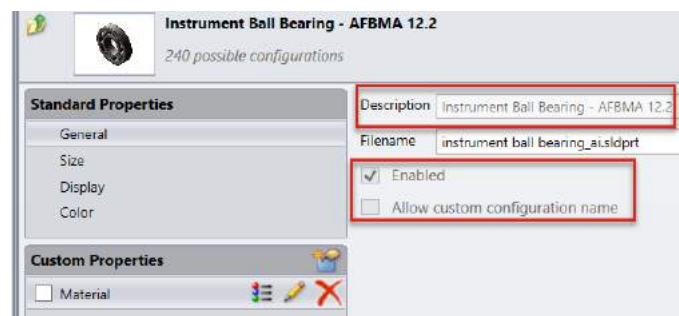 Instrument Ball Bearing - AFBMA 12.2
240 possible configurations
Standard Properties
General
Size
Display
Color
Custom Properties
Material
Description Instrument Ball Bearing - AFBMA 12.2
Filename instrument ball bearing_ai.sldprt
Enabled
Allow custom configuration name